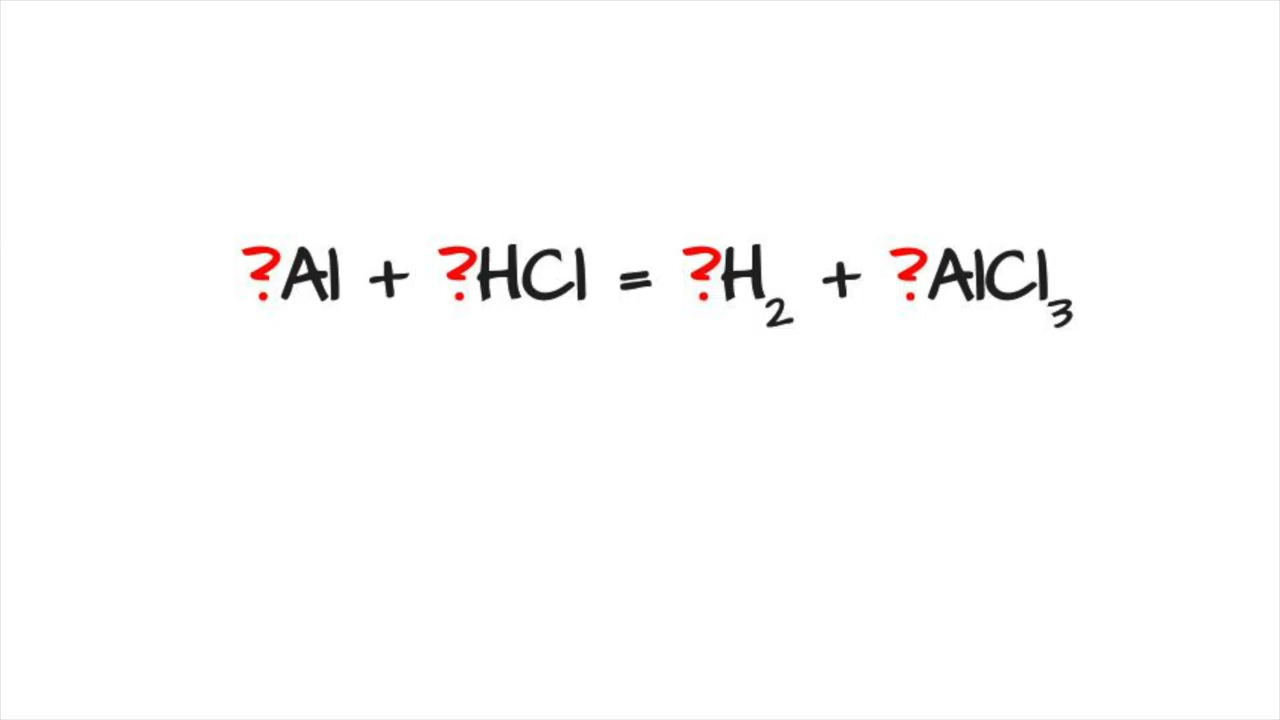 ?Al + ?HCl = ?H₂ + ?AlCl₃